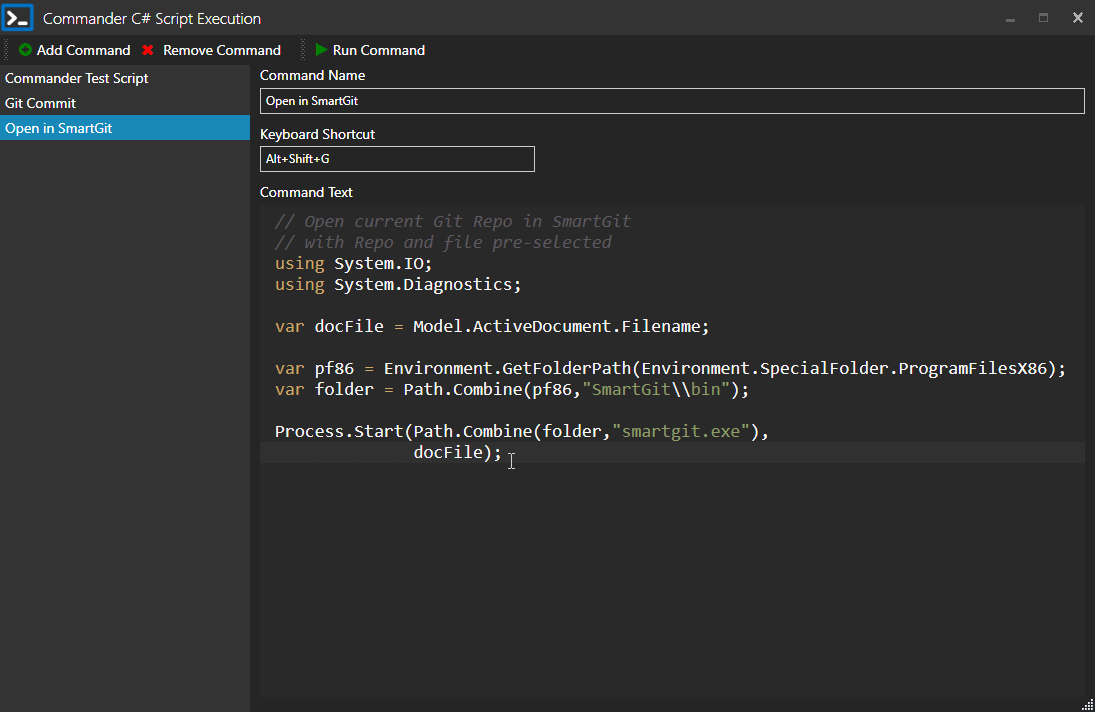 Commander C# Script Execution
Add Command Remove Command Run Command
Commander Test Script
Git Commit
Open in SmartGit
Command Name
Open in SmartGit
Keyboard Shortcut
Alt+Shift+G
Command Text
// Open current Git Repo in SmartGit
// with Repo and file pre-selected
using System.IO;
using System.Diagnostics;
var docFile = Model.ActiveDocument.Filename;
var pf86 = Environment.GetFolderPath(Environment.SpecialFolder.ProgramFilesX86);
var folder = Path.Combine(pf86,"SmartGit\\bin");
Process.Start(Path.Combine(folder,"smartgit.exe"),
docFile);